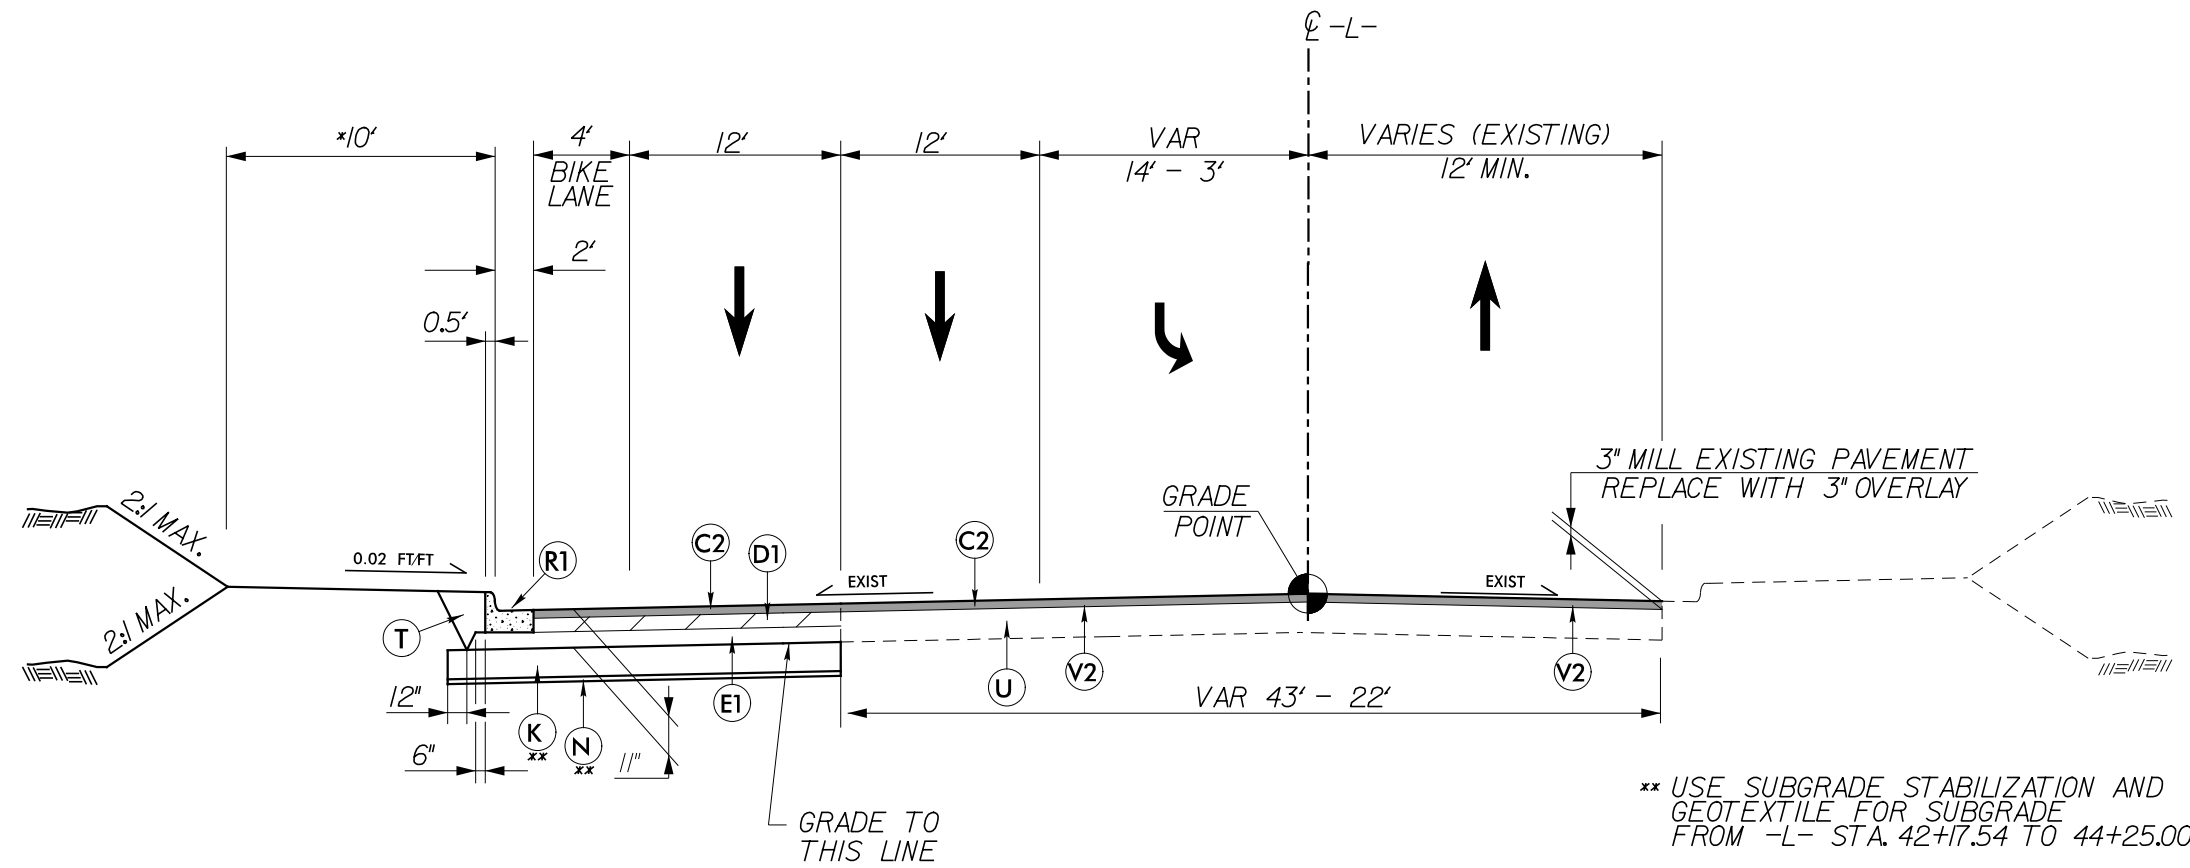 ℄ -L-
*10'
4'
BIKE
LANE
12'
12'
VAR
14' - 3'
VARIES (EXISTING)
12' MIN.
2'
0.5'
3" MILL EXISTING PAVEMENT
REPLACE WITH 3" OVERLAY
GRADE
POINT
2:1 MAX.
2:1 MAX.
0.02 FT/FT
R1
C2
D1
C2
EXIST
EXIST
T
12"
6"
K
**
N
**
11"
E1
U
V2
V2
VAR 43' - 22'
GRADE TO
THIS LINE
** USE SUBGRADE STABILIZATION AND
GEOTEXTILE FOR SUBGRADE
FROM -L- STA. 42+17.54 TO 44+25.00